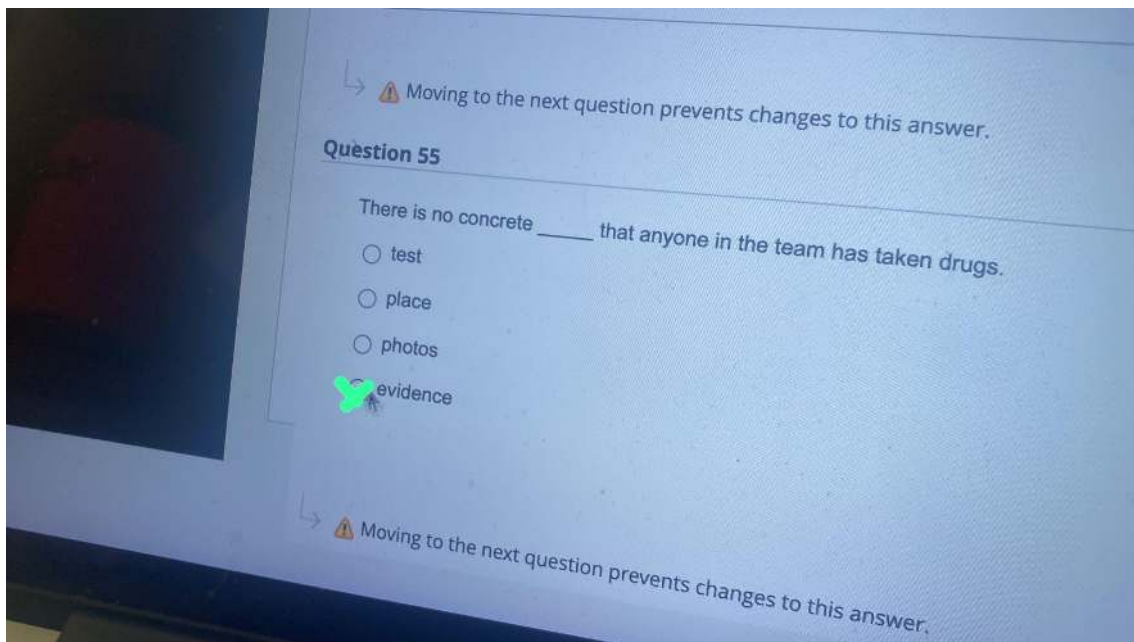 Moving to the next question prevents changes to this answer.
Question 55
There is no concrete _____ that anyone in the team has taken drugs.
test
place
photos
evidence
Moving to the next question prevents changes to this answer.